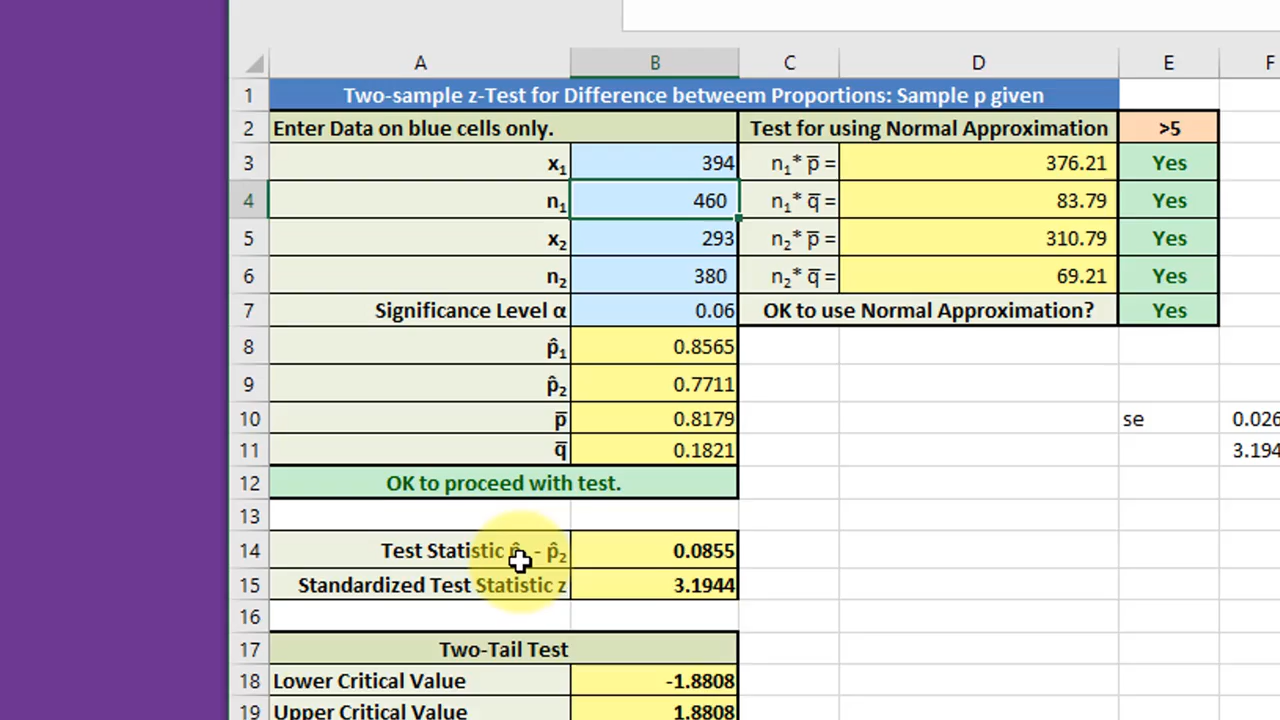 A B C D E F
1 Two-sample z-Test for Difference betweem Proportions: Sample p given
2 Enter Data on blue cells only. Test for using Normal Approximation >5
3 x₁ 394 n₁* p̅ = 376.21 Yes
4 n₁ 460 n₁* q̅ = 83.79 Yes
5 x₂ 293 n₂* p̅ = 310.79 Yes
6 n₂ 380 n₂* q̅ = 69.21 Yes
7 Significance Level α 0.06 OK to use Normal Approximation? Yes
8 p̂₁ 0.8565
9 p̂₂ 0.7711
10 p̅ 0.8179 se 0.026
11 q̅ 0.1821 3.194
12 OK to proceed with test.
13
14 Test Statistic - p̂₂ 0.0855
15 Standardized Test Statistic z 3.1944
16
17 Two-Tail Test
18 Lower Critical Value -1.8808
19 Upper Critical Value 1.8808